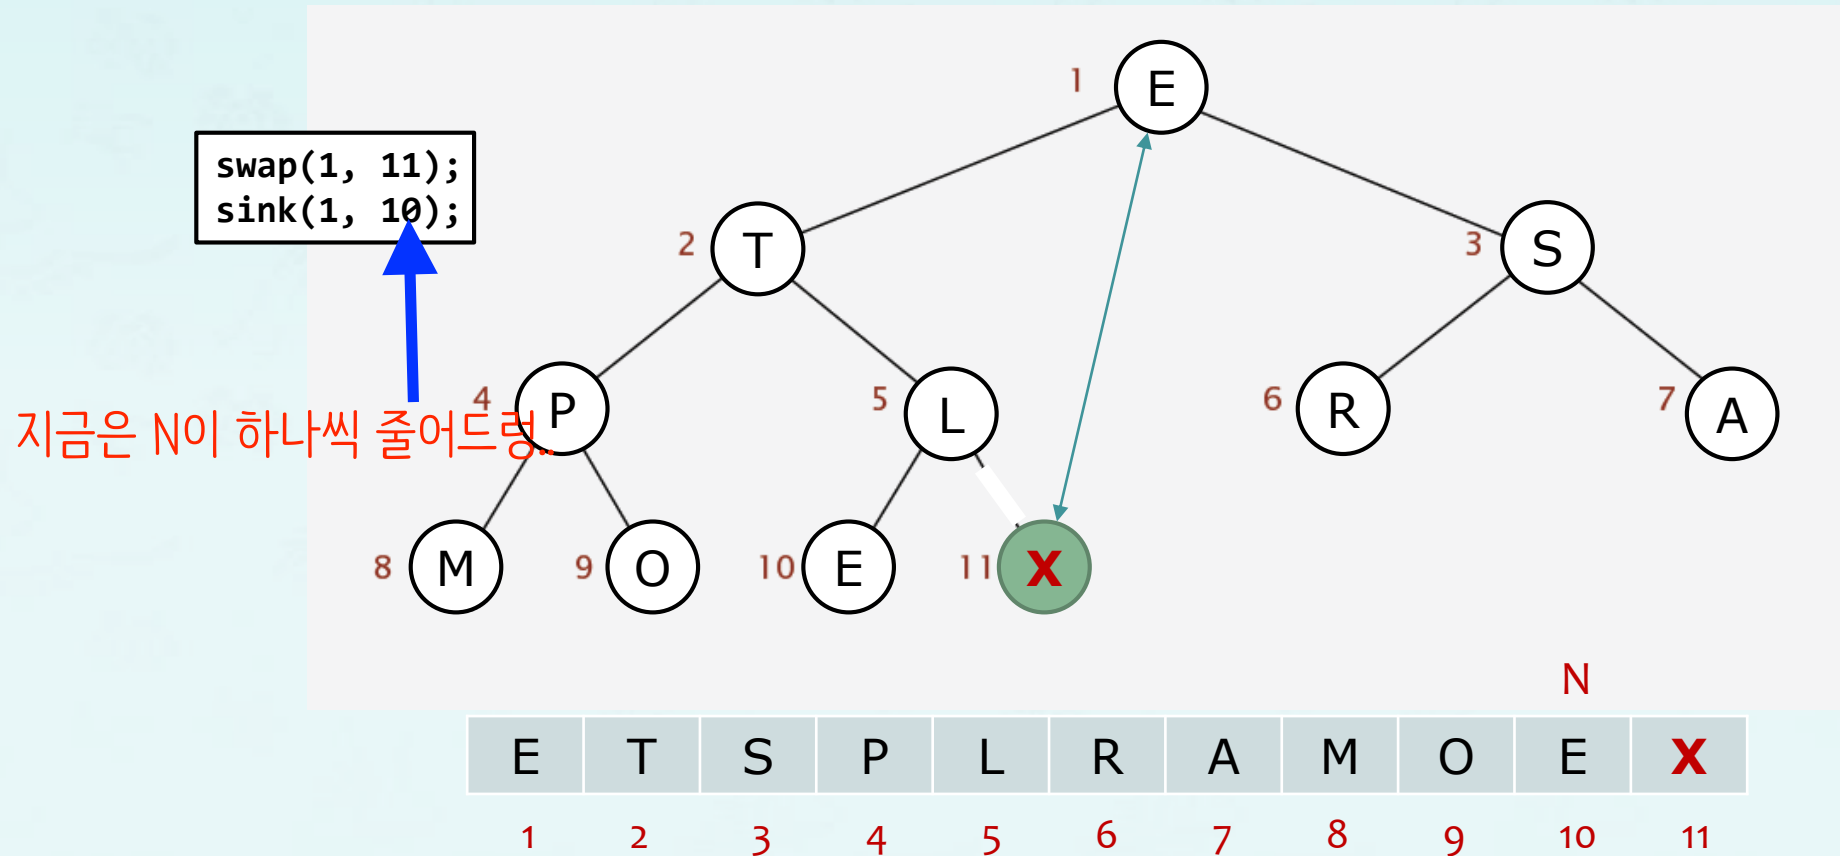 1 E
swap(1, 11);
sink(1, 10);
2 T
3 S
4 P
5 L
6 R
7 A
지금은 N이 하나씩 줄어드렁..
8 M
9 O
10 E
11 X
N
E T S P L R A M O E X
1 2 3 4 5 6 7 8 9 10 11